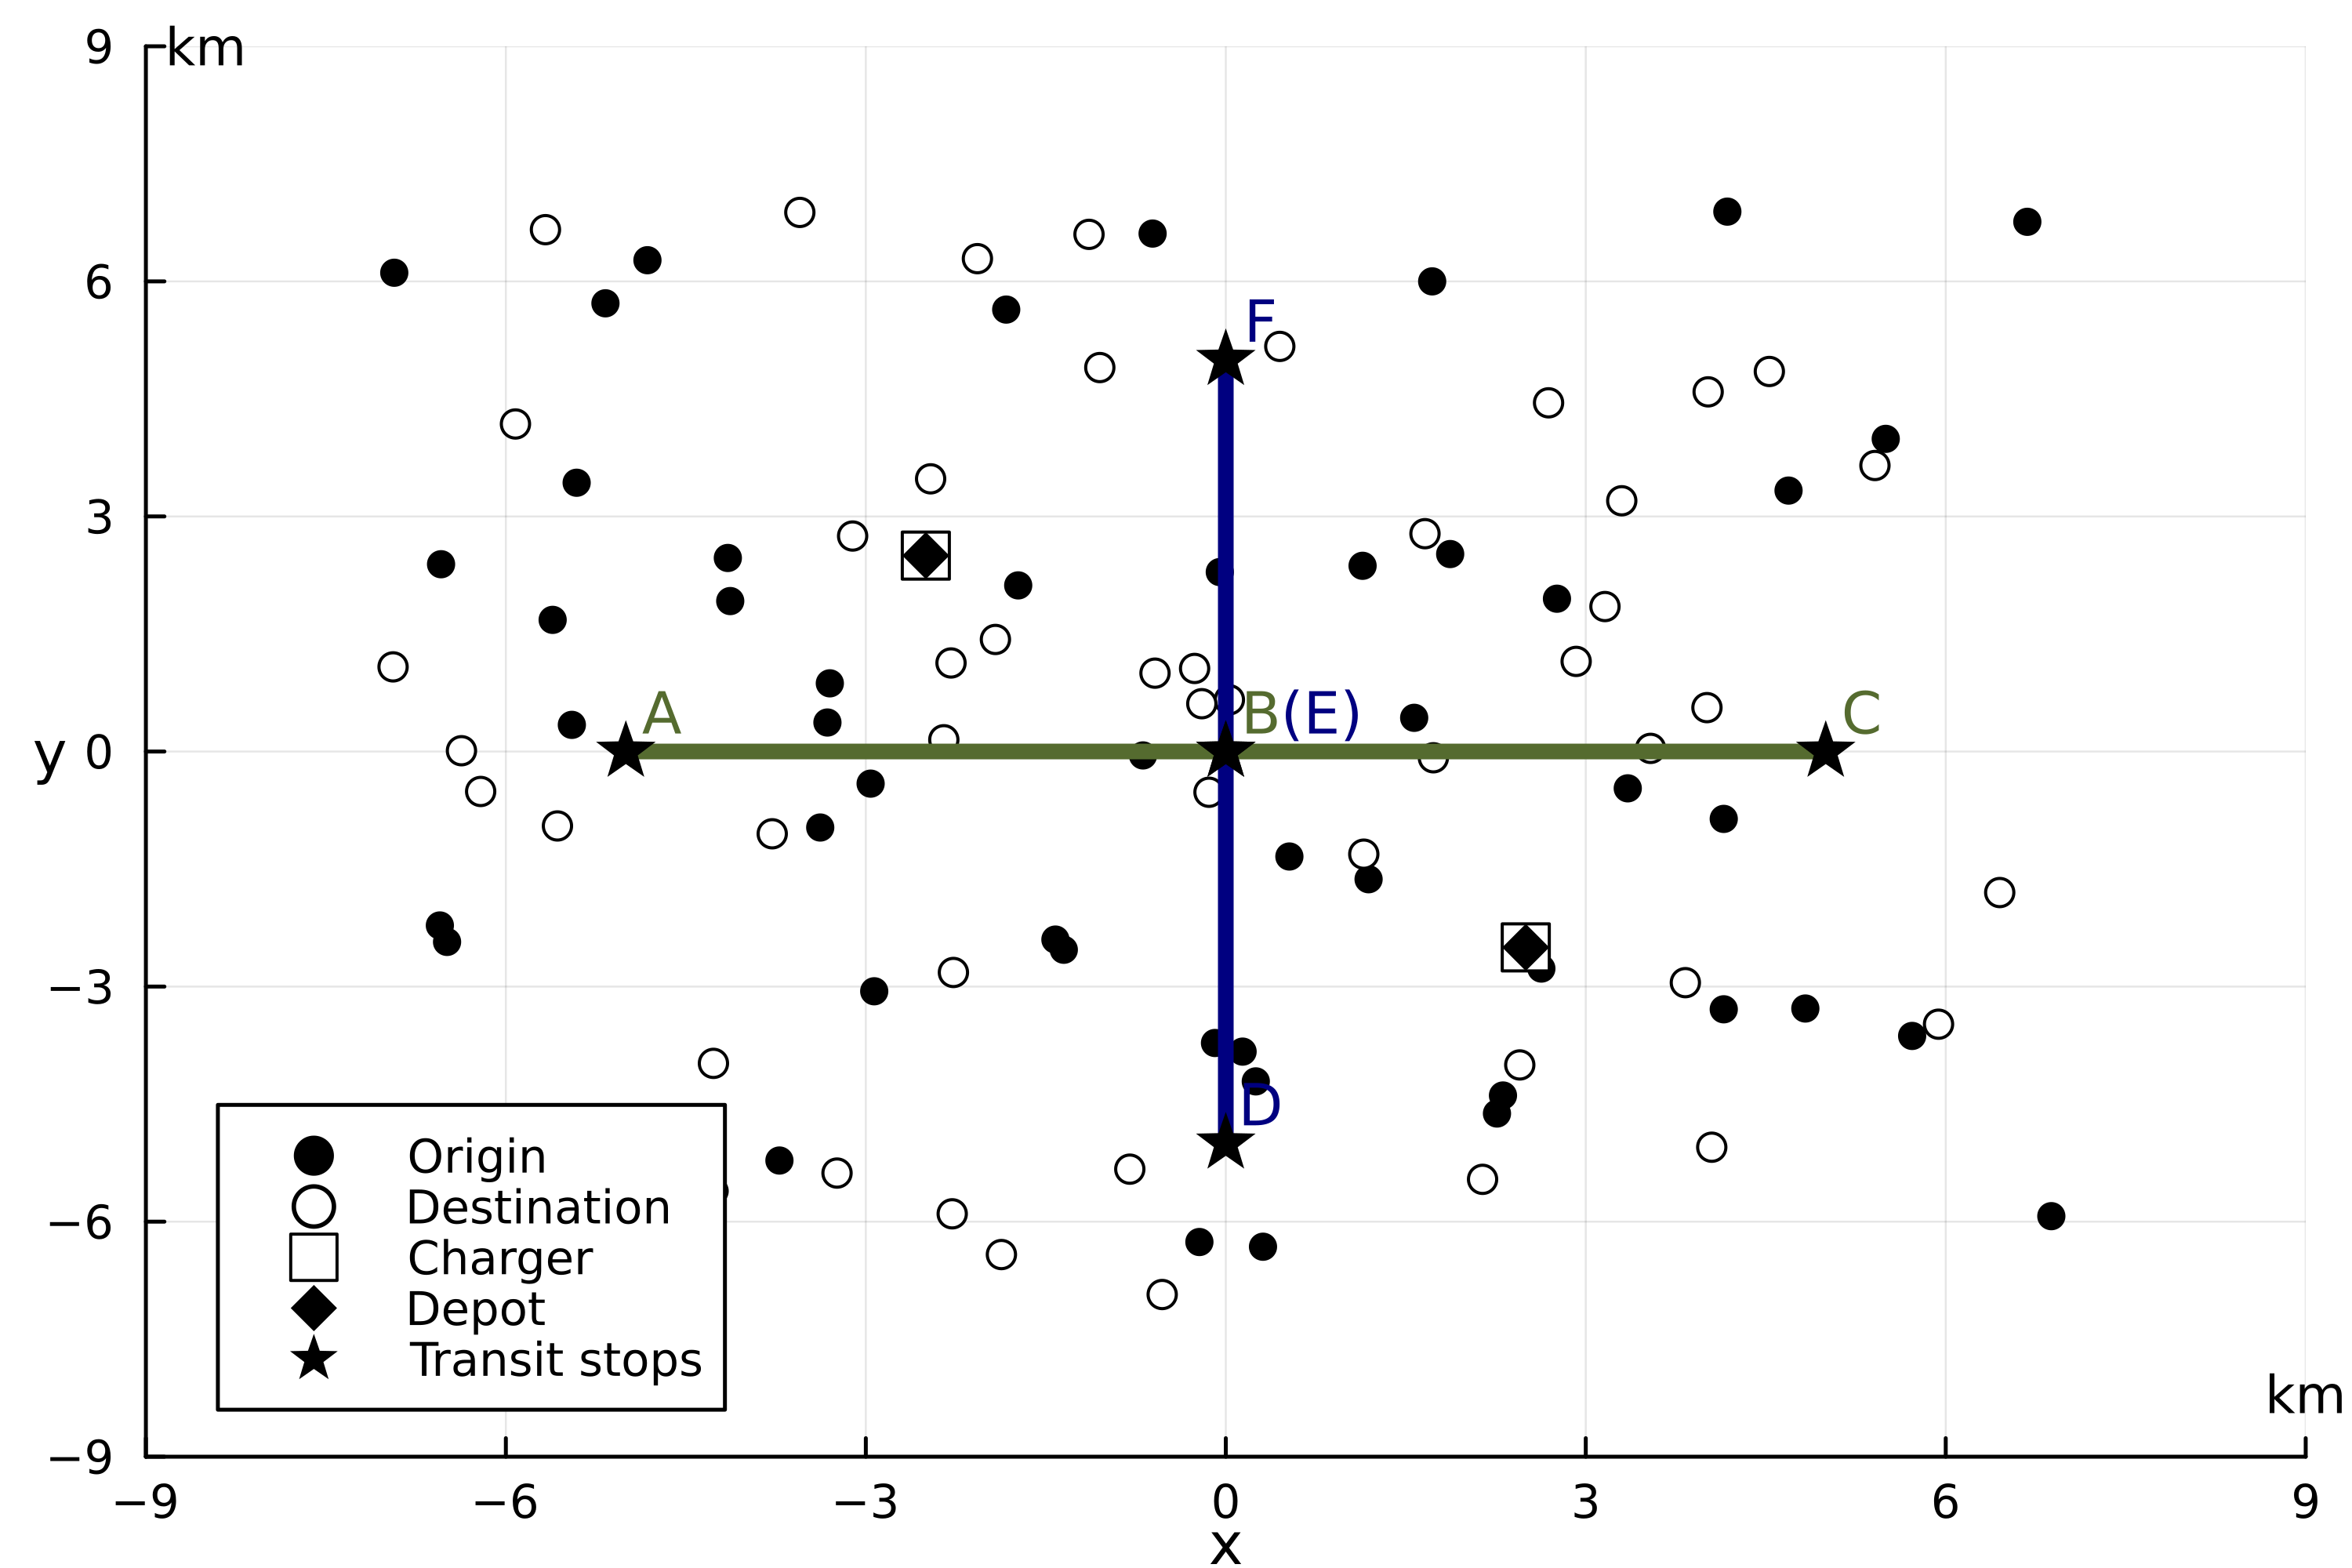 9 km
6
3
y 0
−3
−6
−9
F
A
B(E)
C
D
Origin
Destination
Charger
Depot
Transit stops
km
−9 −6 −3 0 3 6 9
x